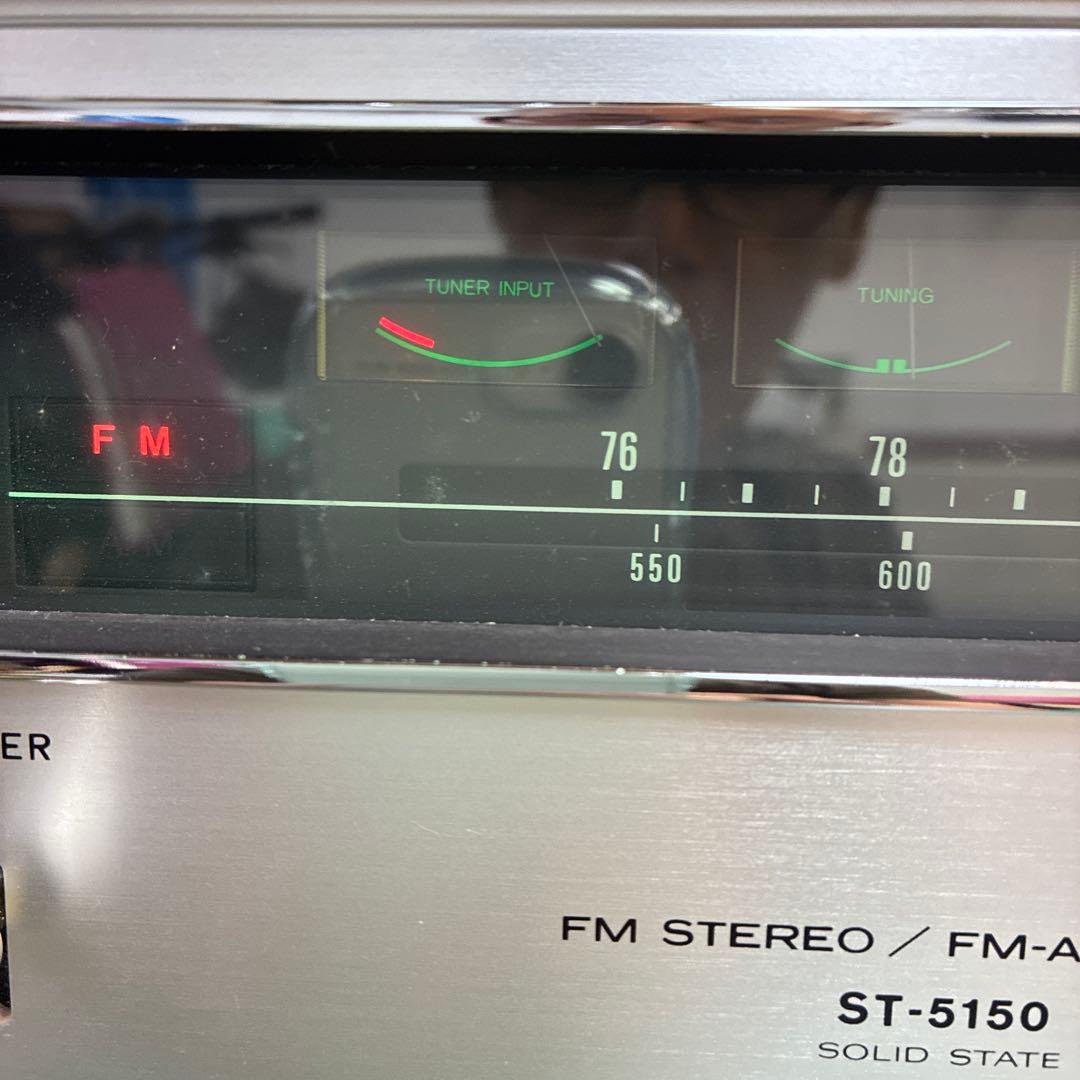 TUNER INPUT
TUNING
FM
76 78
550 600
ER
FM STEREO / FM-A
ST-5150
SOLID STATE